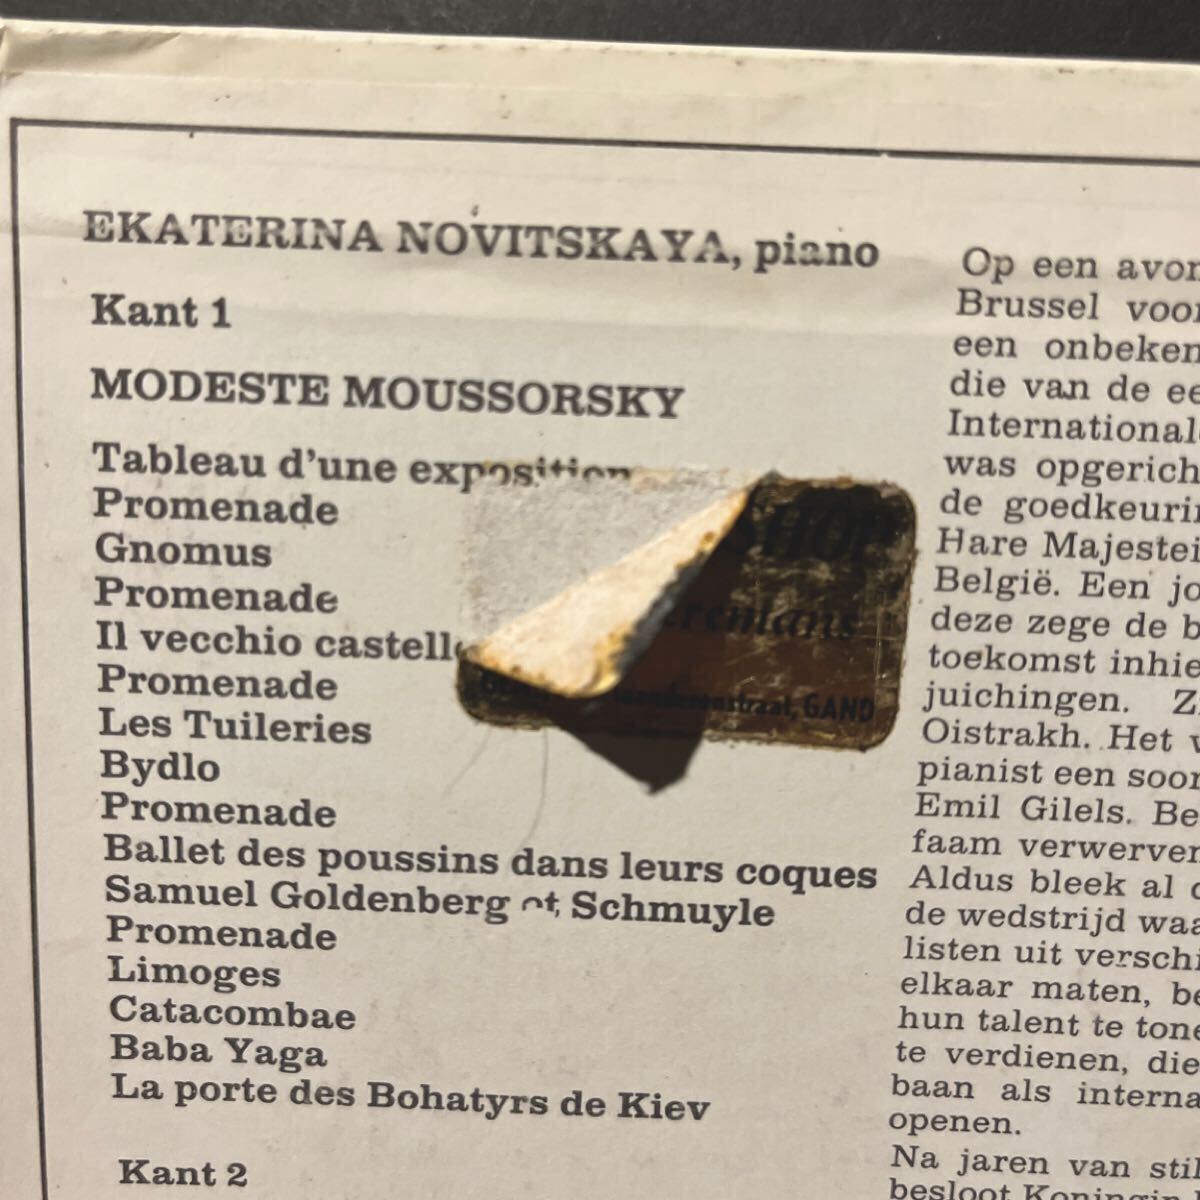 EKATERINA NOVITSKAYA, piano
Kant 1
MODESTE MOUSSORSKY
Tableau d'une exposition
Promenade
Gnomus
Promenade
Il vecchio castello
Promenade
Les Tuileries
Bydlo
Promenade
Ballet des poussins dans leurs coques
Samuel Goldenberg et Schmuyle
Promenade
Limoges
Catacombae
Baba Yaga
La porte des Bohatyrs de Kiev
Kant 2
SHOP
GAND
Op een avon
Brussel voor
een onbeken
die van de ee
Internationale
was opgericht
de goedkeurin
Hare Majestei
België. Een jo
deze zege de b
toekomst inhie
juichingen. Z
Oistrakh. Het v
pianist een soor
Emil Gilels. Be
faam verwerven
Aldus bleek al
de wedstrijd waa
listen uit verschi
elkaar maten, be
hun talent te tone
te verdienen, die
baan als interna
openen.
Na jaren van stil
besloot Koningin